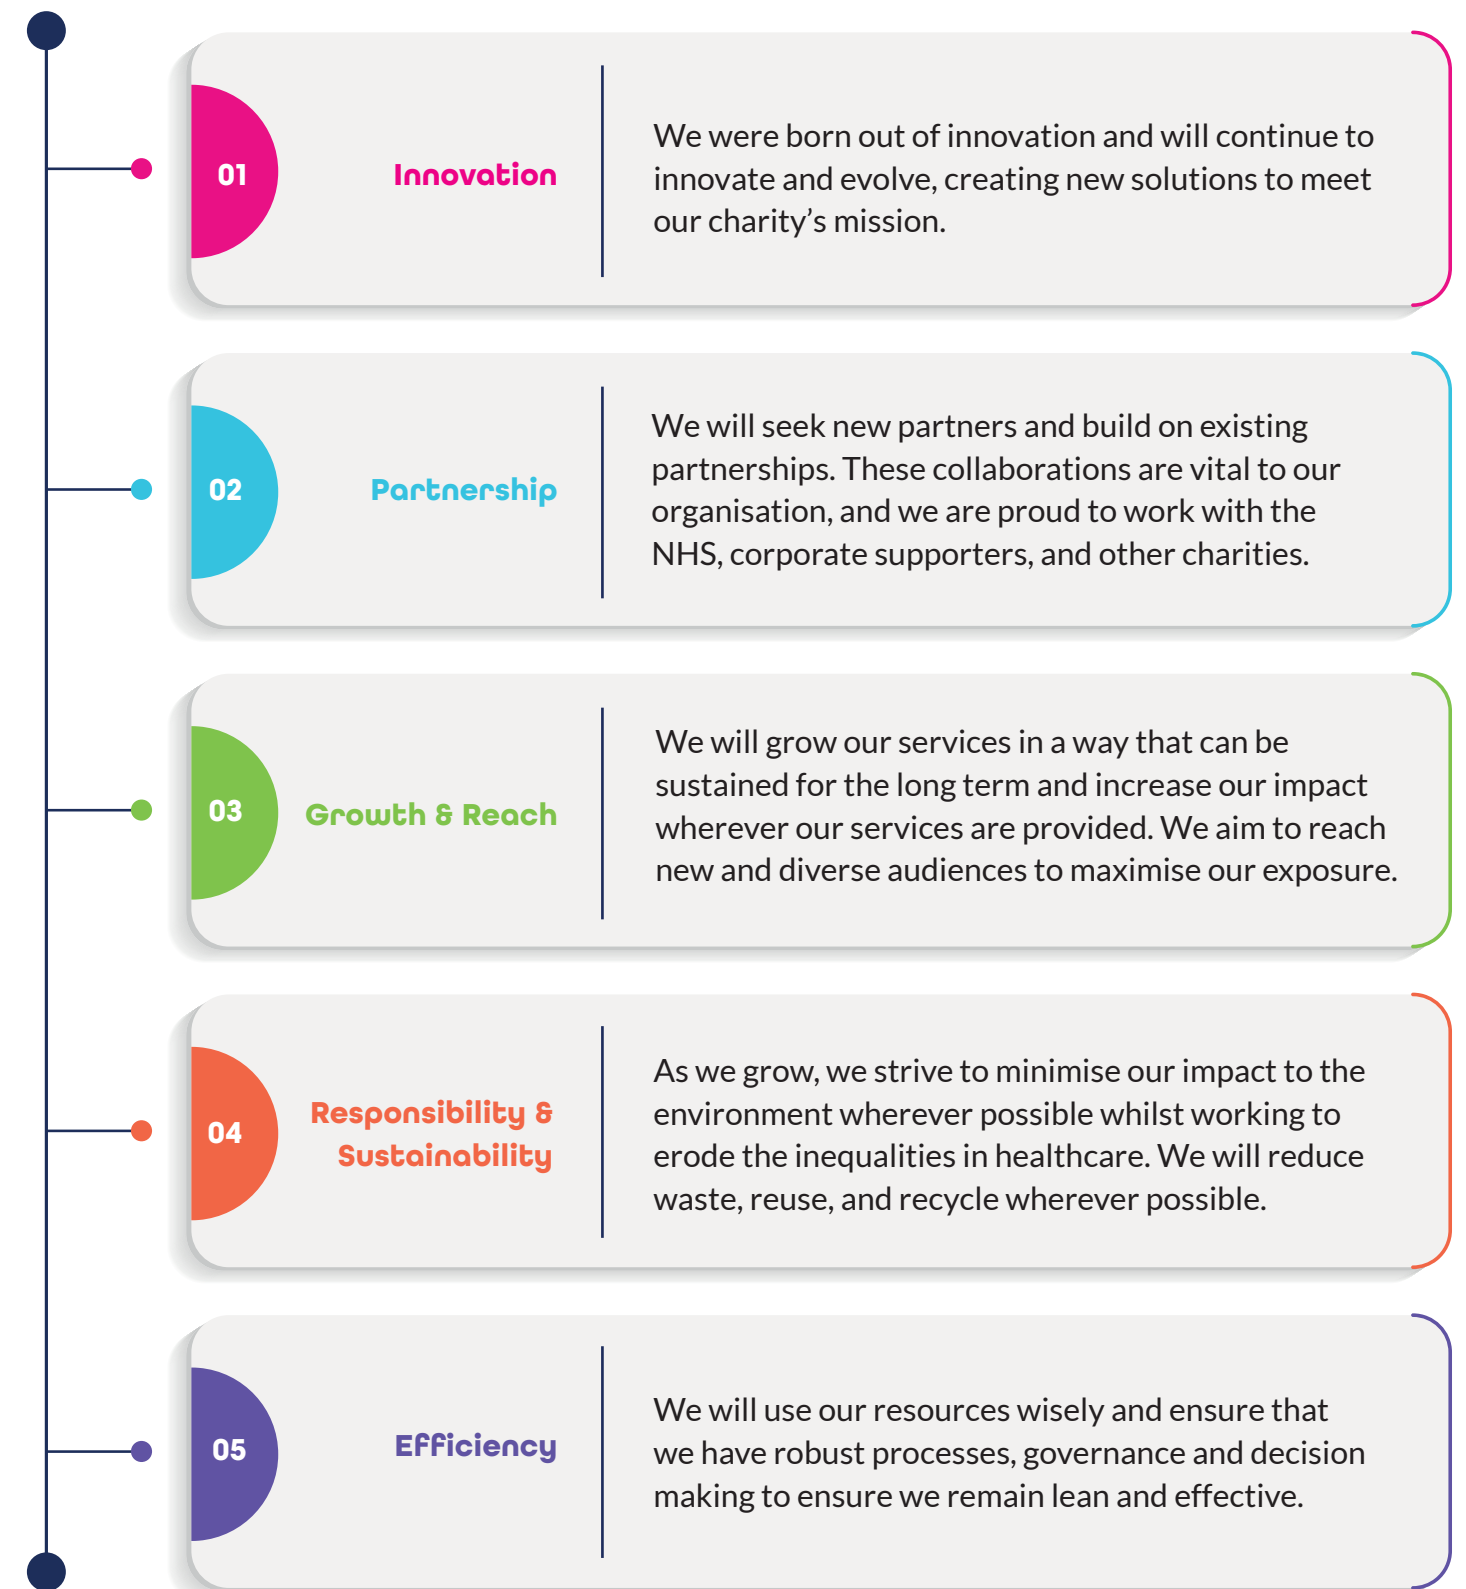 01
Innovation
We were born out of innovation and will continue to
innovate and evolve, creating new solutions to meet
our charity’s mission.
02
Partnership
We will seek new partners and build on existing
partnerships. These collaborations are vital to our
organisation, and we are proud to work with the
NHS, corporate supporters, and other charities.
03
Growth & Reach
We will grow our services in a way that can be
sustained for the long term and increase our impact
wherever our services are provided. We aim to reach
new and diverse audiences to maximise our exposure.
04
Responsibility &
Sustainability
As we grow, we strive to minimise our impact to the
environment wherever possible whilst working to
erode the inequalities in healthcare. We will reduce
waste, reuse, and recycle wherever possible.
05
Efficiency
We will use our resources wisely and ensure that
we have robust processes, governance and decision
making to ensure we remain lean and effective.